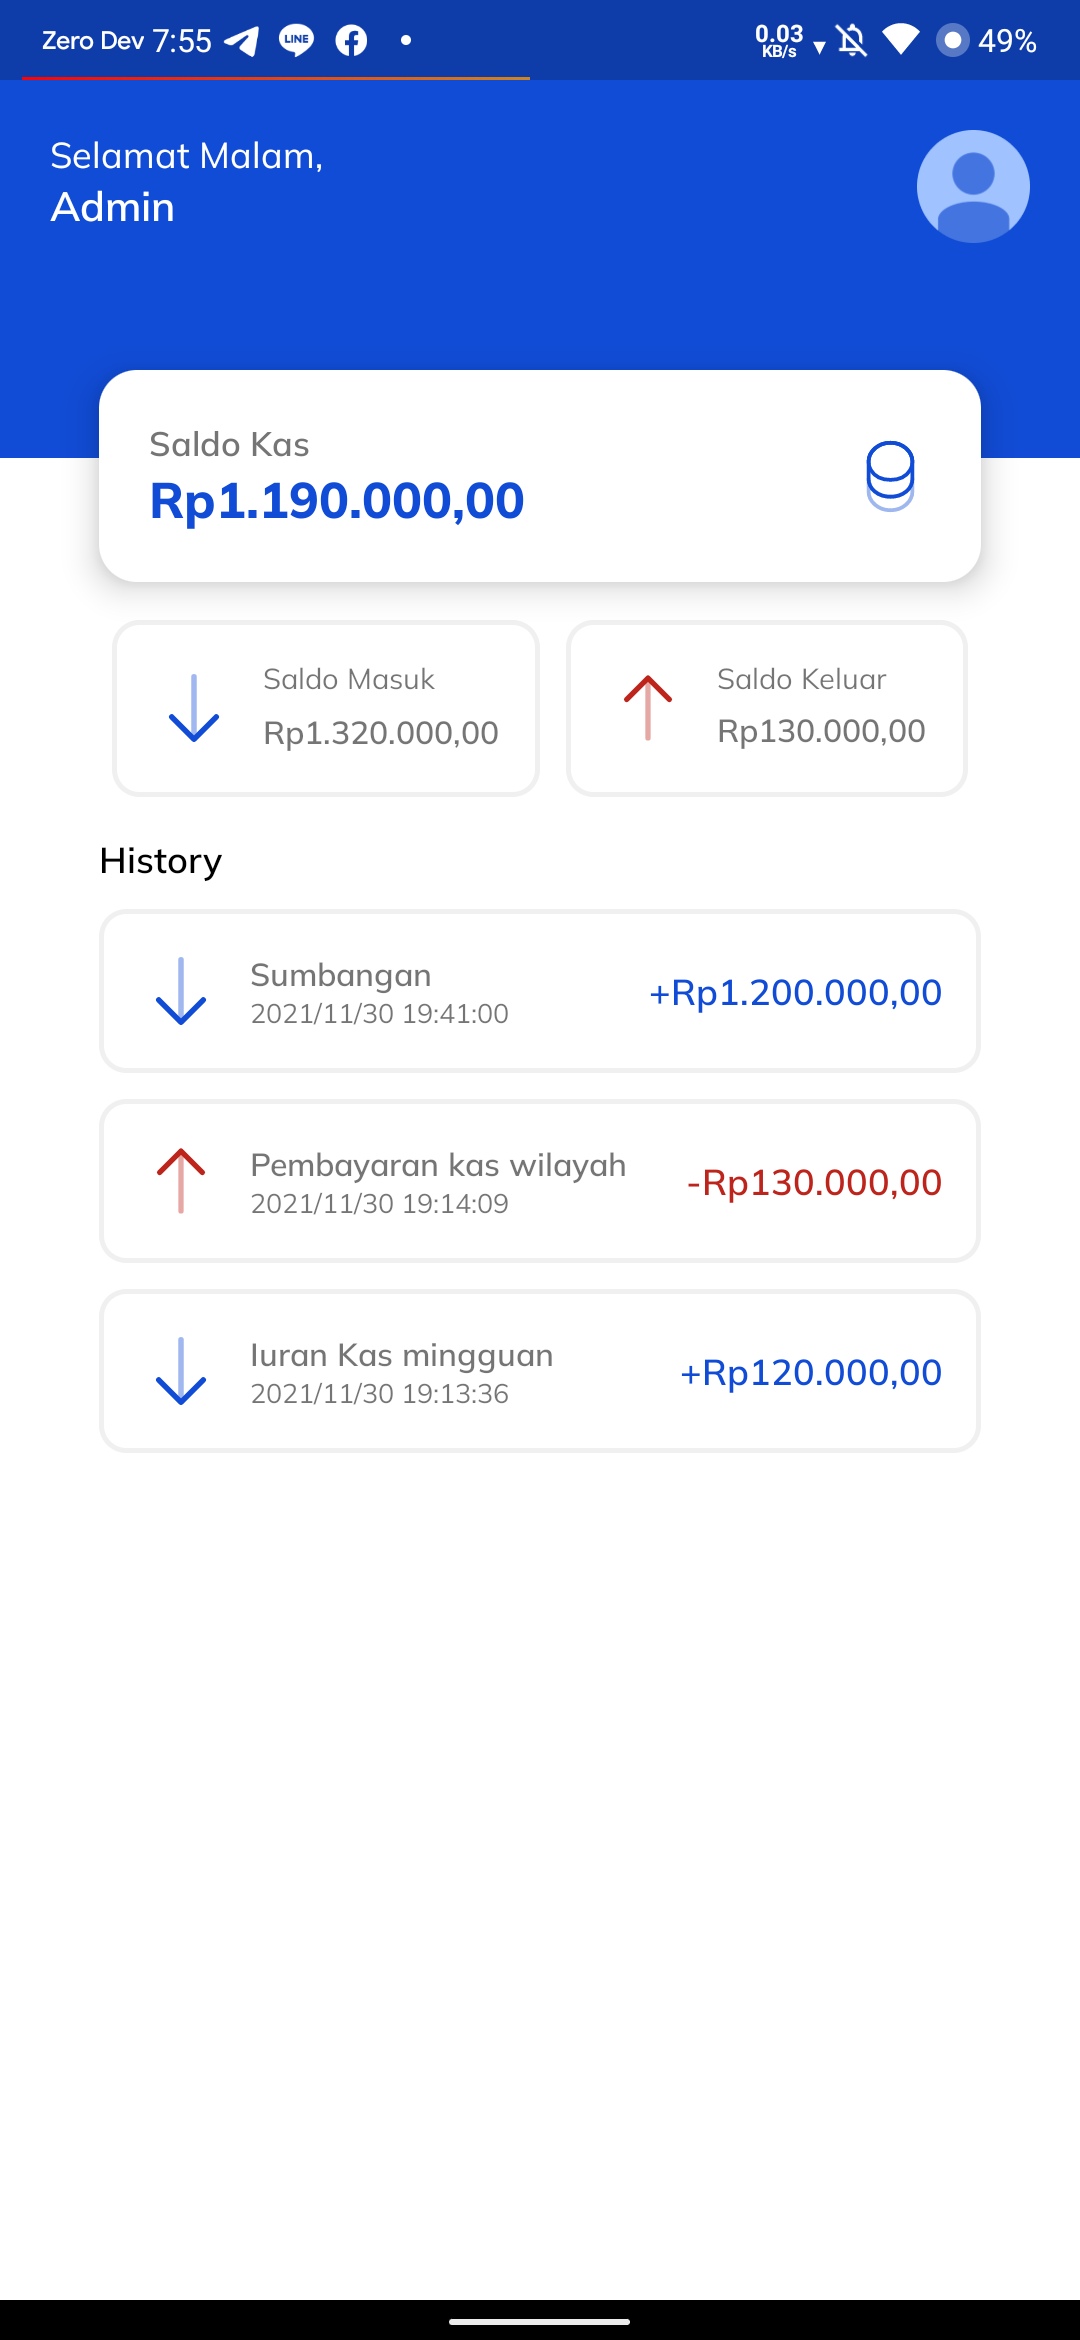 Zero Dev 7:55 LINE 0.03 KB/s 49%
Selamat Malam,
Admin
Saldo Kas
Rp1.190.000,00
Saldo Masuk
Rp1.320.000,00
Saldo Keluar
Rp130.000,00
History
Sumbangan
2021/11/30 19:41:00
+Rp1.200.000,00
Pembayaran kas wilayah
2021/11/30 19:14:09
-Rp130.000,00
Iuran Kas mingguan
2021/11/30 19:13:36
+Rp120.000,00